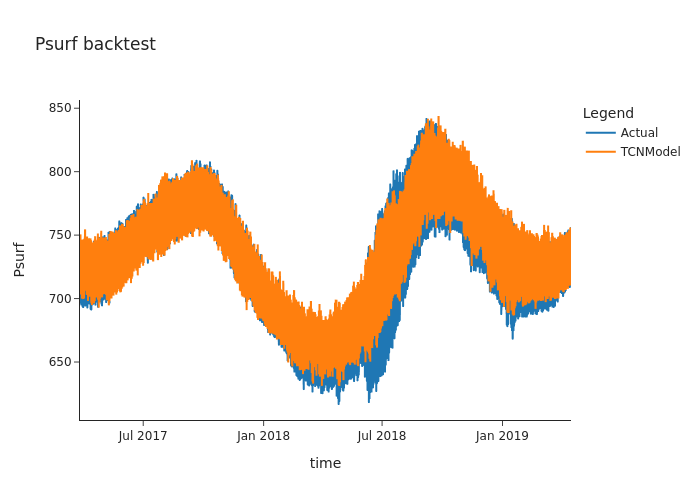 Psurf backtest
850
800
750
700
650
Psurf
Jul 2017
Jan 2018
Jul 2018
Jan 2019
time
Legend
Actual
TCNModel